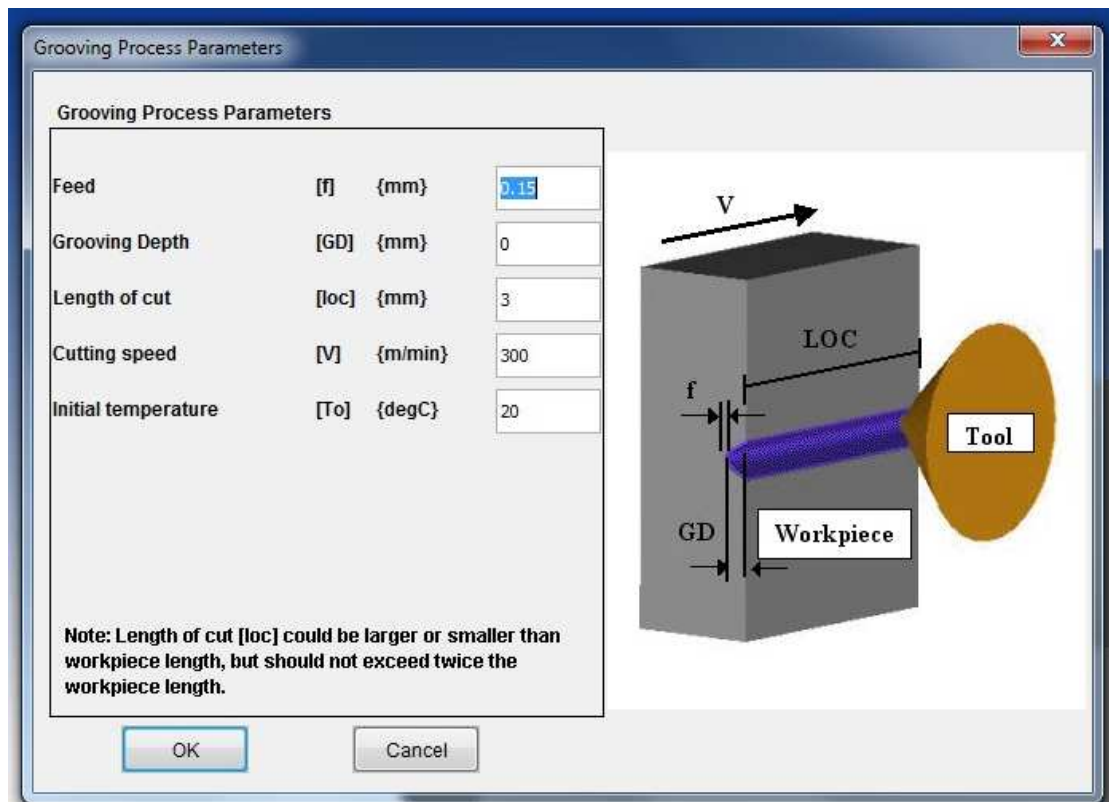 Grooving Process Parameters
Grooving Process Parameters
Feed [f] {mm} 0.15
Grooving Depth [GD] {mm} 0
Length of cut [loc] {mm} 3
Cutting speed [V] {m/min} 300
Initial temperature [To] {degC} 20
Note: Length of cut [loc] could be larger or smaller than
workpiece length, but should not exceed twice the
workpiece length.
OK Cancel
V
LOC
f
Tool
GD
Workpiece